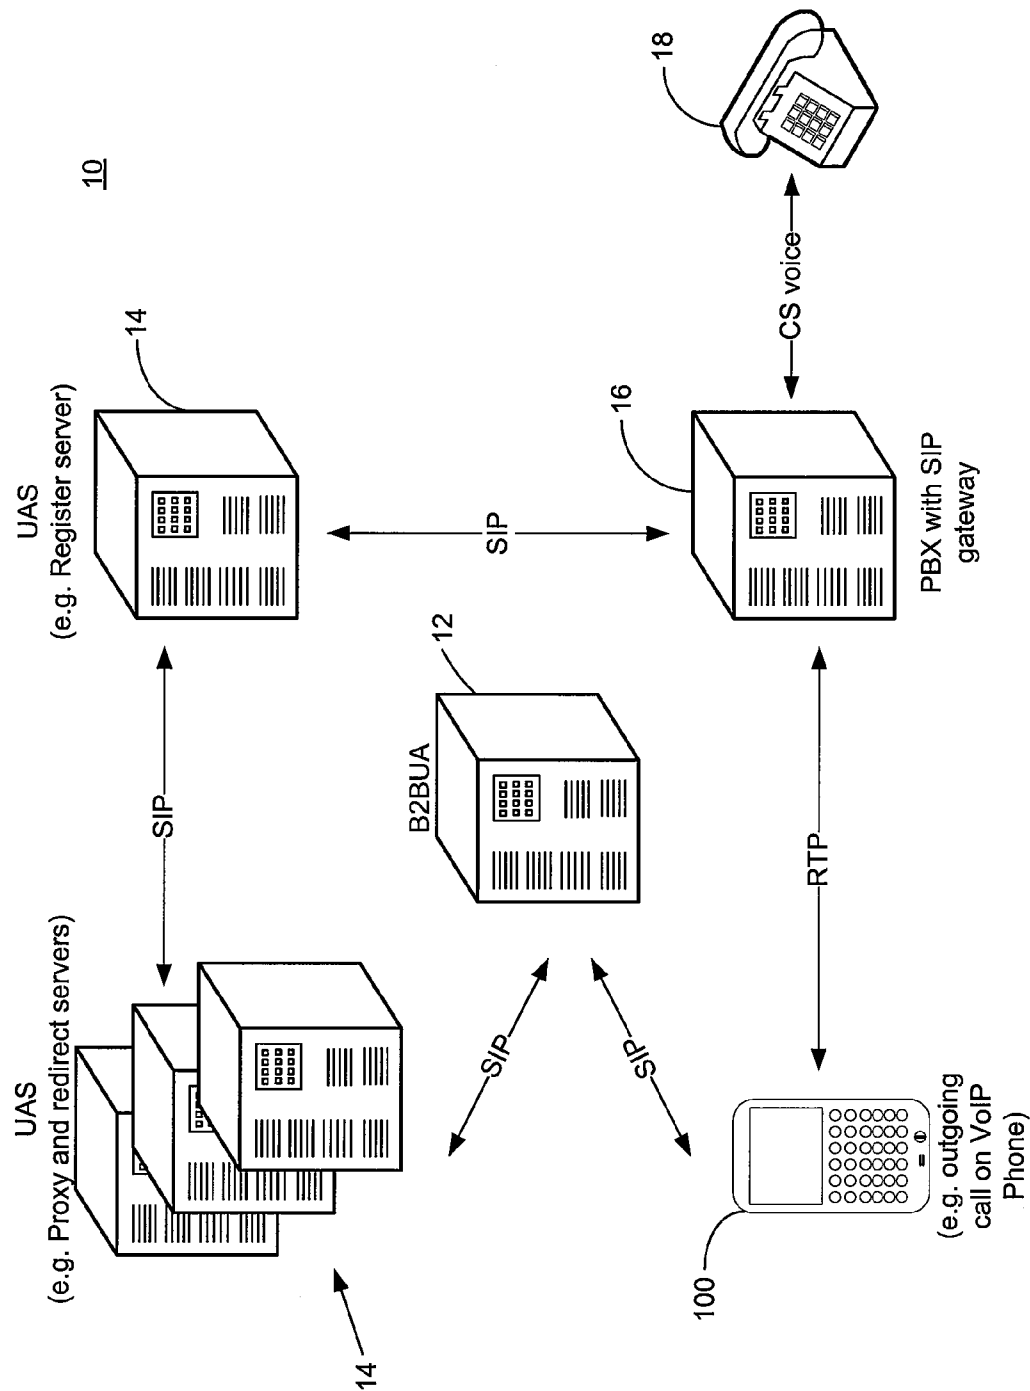 10
UAS
(e.g. Proxy and redirect servers)
14
SIP
UAS
(e.g. Register server)
14
B2BUA
12
SIP
SIP
SIP
100
(e.g. outgoing
call on VoIP
Phone)
RTP
16
PBX with SIP
gateway
CS voice
18